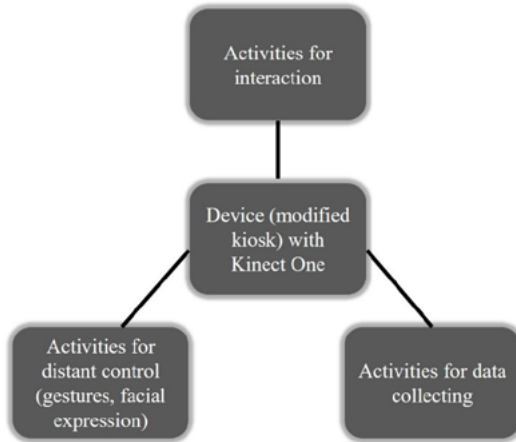 Activities for
interaction
Device (modified
kiosk) with
Kinect One
Activities for
distant control
(gestures, facial
expression)
Activities for data
collecting